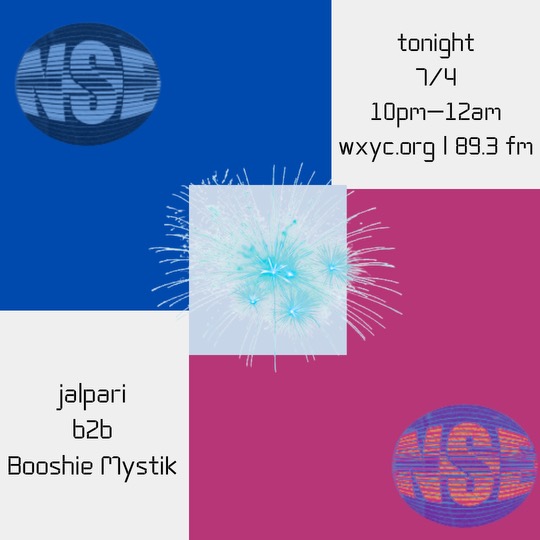 NSE
tonight
7/4
10pm—12am
wxyc.org | 89.3 fm
jalpari
b2b
Booshie Mystik
NSE